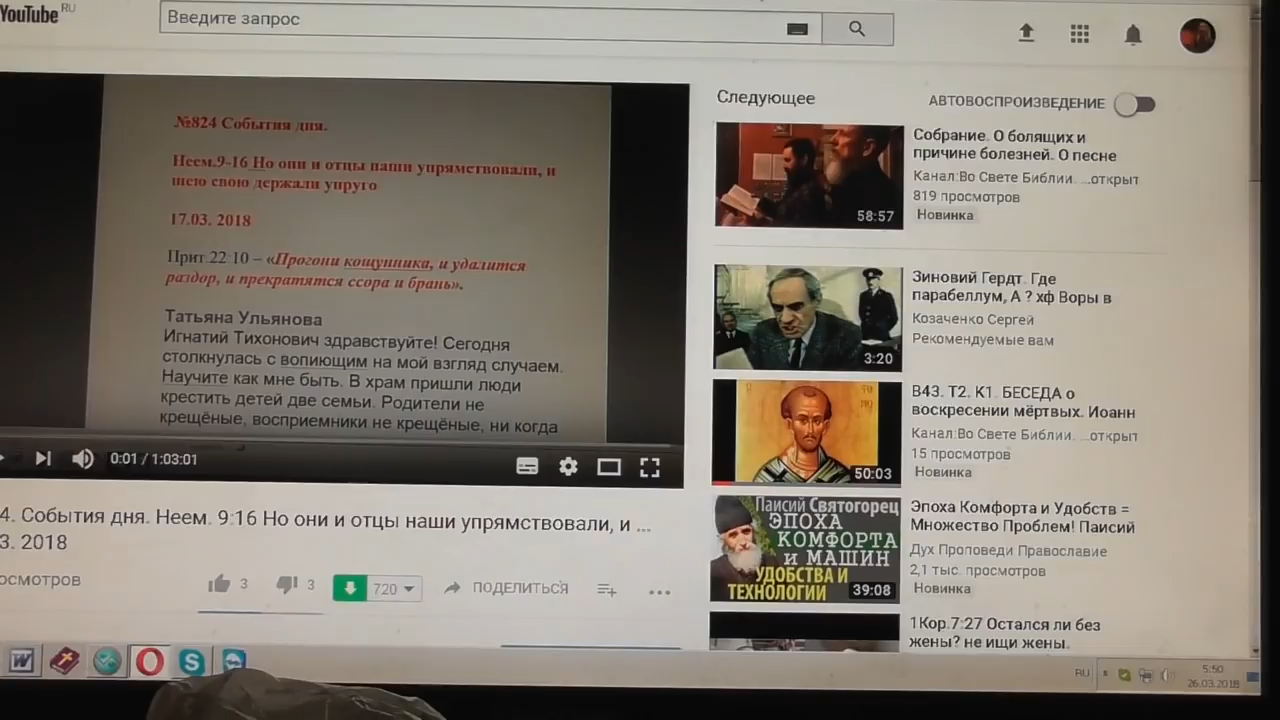 YouTube RU
Введите запрос
№824 События дня.
Неем.9-16 Но они и отцы наши упрямствовали, и
шею свою держали упруго
17.03. 2018
Прит.22:10 – «Прогони кощунника, и удалится
раздор, и прекратятся ссора и брань».
Татьяна Ульянова
Игнатий Тихонович здравствуйте! Сегодня
столкнулась с вопиющим на мой взгляд случаем.
Научите как мне быть. В храм пришли люди
крестить детей две семьи. Родители не
крещёные, восприемники не крещёные, ни когда
0:01 / 1:03:01
4. События дня. Неем. 9:16 Но они и отцы наши упрямствовали, и ...
3. 2018
осмотров
3
3
720
ПОДЕЛИТЬСЯ
Следующее
АВТОВОСПРОИЗВЕДЕНИЕ
58:57
Собрание. О болящих и
причине болезней. О песне
Канал:Во Свете Библии. ...открыт
819 просмотров
Новинка
3:20
Зиновий Гердт. Где
парабеллум, А ? хф Воры в
Козаченко Сергей
Рекомендуемые вам
50:03
В43. Т2. К1. БЕСЕДА о
воскресении мёртвых. Иоанн
Канал:Во Свете Библии. ...открыт
15 просмотров
Новинка
Паисий Святогорец
ЭПОХА
КОМФОРТА
и МАШИН
УДОБСТВА И
ТЕХНОЛОГИИ
39:08
Эпоха Комфорта и Удобств =
Множество Проблем! Паисий
Дух Проповеди Православие
2,1 тыс. просмотров
Новинка
1Кор.7:27 Остался ли без
жены? не ищи жены.
RU
5:50
26.03.2018